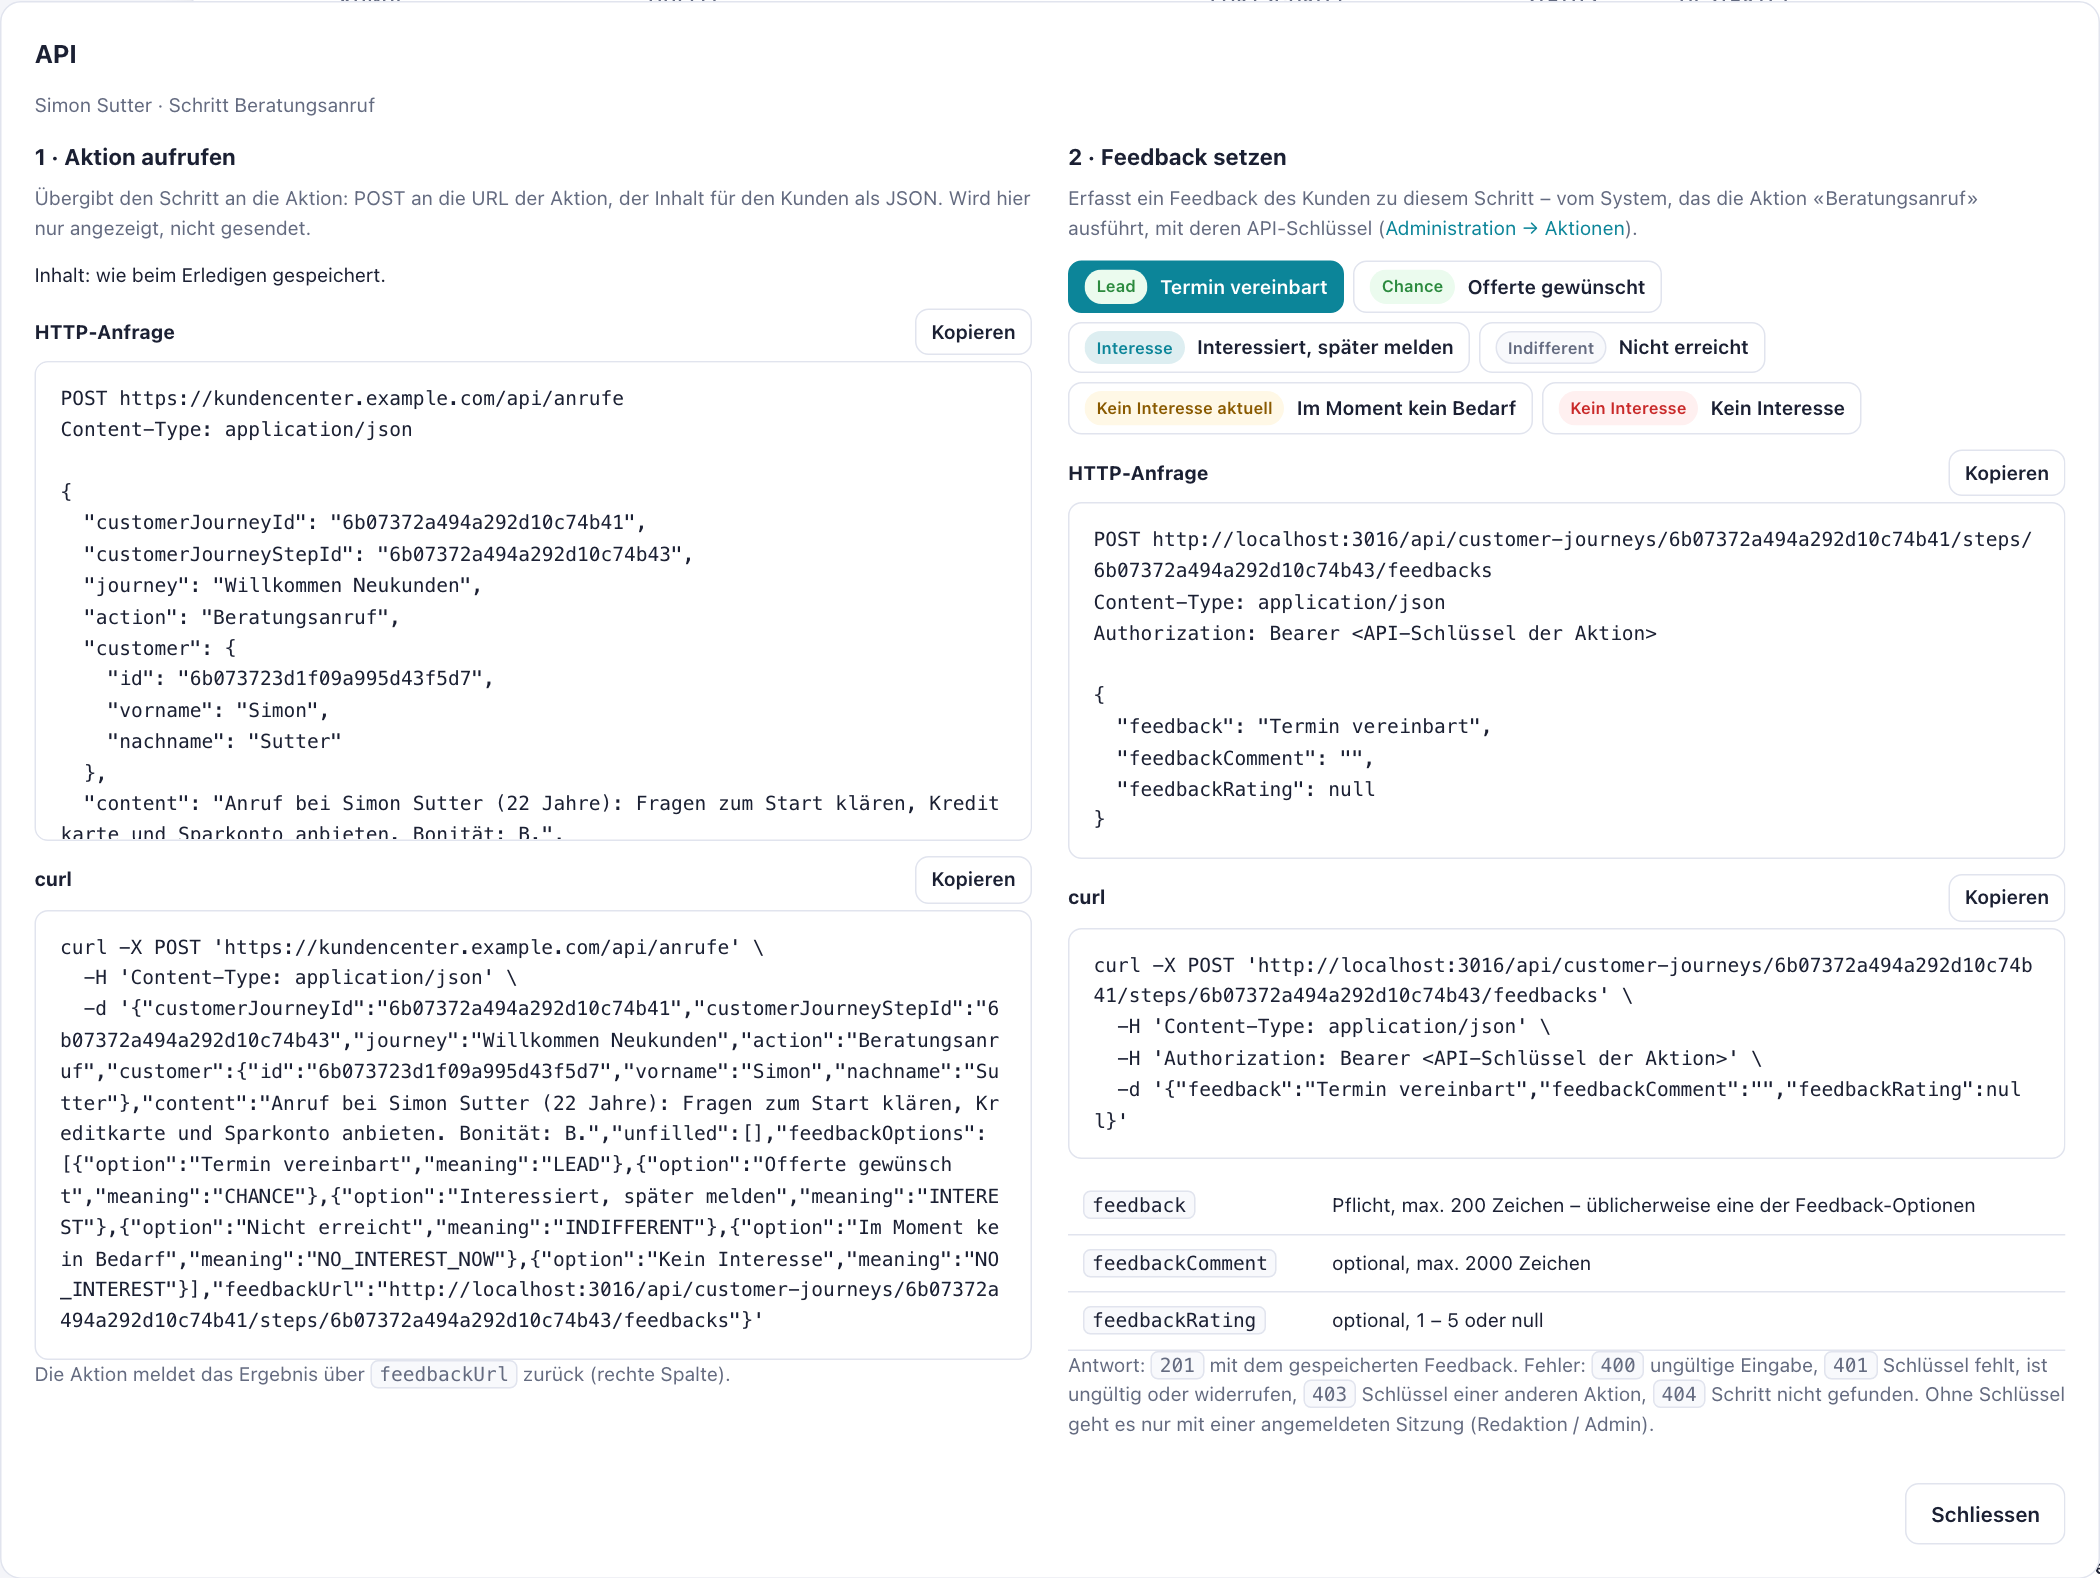 API
Simon Sutter · Schritt Beratungsanruf
1 · Aktion aufrufen
Übergibt den Schritt an die Aktion: POST an die URL der Aktion, der Inhalt für den Kunden als JSON. Wird hier
nur angezeigt, nicht gesendet.
Inhalt: wie beim Erledigen gespeichert.
HTTP-Anfrage
Kopieren
POST https://kundencenter.example.com/api/anrufe
Content-Type: application/json
{
"customerJourneyId": "6b07372a494a292d10c74b41",
"customerJourneyStepId": "6b07372a494a292d10c74b43",
"journey": "Willkommen Neukunden",
"action": "Beratungsanruf",
"customer": {
"id": "6b073723d1f09a995d43f5d7",
"vorname": "Simon",
"nachname": "Sutter"
},
"content": "Anruf bei Simon Sutter (22 Jahre): Fragen zum Start klären, Kredit
karte und Sparkonto anbieten. Bonität: B.",
curl
Kopieren
curl -X POST 'https://kundencenter.example.com/api/anrufe' \
-H 'Content-Type: application/json' \
-d '{"customerJourneyId":"6b07372a494a292d10c74b41","customerJourneyStepId":"6
b07372a494a292d10c74b43","journey":"Willkommen Neukunden","action":"Beratungsanr
uf","customer":{"id":"6b073723d1f09a995d43f5d7","vorname":"Simon","nachname":"Su
tter"},"content":"Anruf bei Simon Sutter (22 Jahre): Fragen zum Start klären, Kr
editkarte und Sparkonto anbieten. Bonität: B.","unfilled":[],"feedbackOptions":
[{"option":"Termin vereinbart","meaning":"LEAD"},{"option":"Offerte gewünsch
t","meaning":"CHANCE"},{"option":"Interessiert, später melden","meaning":"INTERE
ST"},{"option":"Nicht erreicht","meaning":"INDIFFERENT"},{"option":"Im Moment ke
in Bedarf","meaning":"NO_INTEREST_NOW"},{"option":"Kein Interesse","meaning":"NO
_INTEREST"}],"feedbackUrl":"http://localhost:3016/api/customer-journeys/6b07372a
494a292d10c74b41/steps/6b07372a494a292d10c74b43/feedbacks"}'
Die Aktion meldet das Ergebnis über feedbackUrl zurück (rechte Spalte).
2 · Feedback setzen
Erfasst ein Feedback des Kunden zu diesem Schritt – vom System, das die Aktion «Beratungsanruf»
ausführt, mit deren API-Schlüssel (Administration → Aktionen).
Lead Termin vereinbart Chance Offerte gewünscht
Interesse Interessiert, später melden Indifferent Nicht erreicht
Kein Interesse aktuell Im Moment kein Bedarf Kein Interesse Kein Interesse
HTTP-Anfrage
Kopieren
POST http://localhost:3016/api/customer-journeys/6b07372a494a292d10c74b41/steps/
6b07372a494a292d10c74b43/feedbacks
Content-Type: application/json
Authorization: Bearer <API-Schlüssel der Aktion>
{
"feedback": "Termin vereinbart",
"feedbackComment": "",
"feedbackRating": null
}
curl
Kopieren
curl -X POST 'http://localhost:3016/api/customer-journeys/6b07372a494a292d10c74b
41/steps/6b07372a494a292d10c74b43/feedbacks' \
-H 'Content-Type: application/json' \
-H 'Authorization: Bearer <API-Schlüssel der Aktion>' \
-d '{"feedback":"Termin vereinbart","feedbackComment":"","feedbackRating":nul
l}'
feedback Pflicht, max. 200 Zeichen – üblicherweise eine der Feedback-Optionen
feedbackComment optional, max. 2000 Zeichen
feedbackRating optional, 1 – 5 oder null
Antwort: 201 mit dem gespeicherten Feedback. Fehler: 400 ungültige Eingabe, 401 Schlüssel fehlt, ist
ungültig oder widerrufen, 403 Schlüssel einer anderen Aktion, 404 Schritt nicht gefunden. Ohne Schlüssel
geht es nur mit einer angemeldeten Sitzung (Redaktion / Admin).
Schliessen